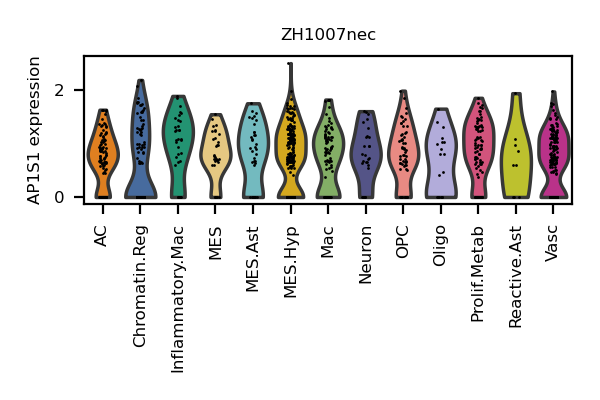 ZH1007nec
AP1S1 expression
2
0
AC
Chromatin.Reg
Inflammatory.Mac
MES
MES.Ast
MES.Hyp
Mac
Neuron
OPC
Oligo
Prolif.Metab
Reactive.Ast
Vasc